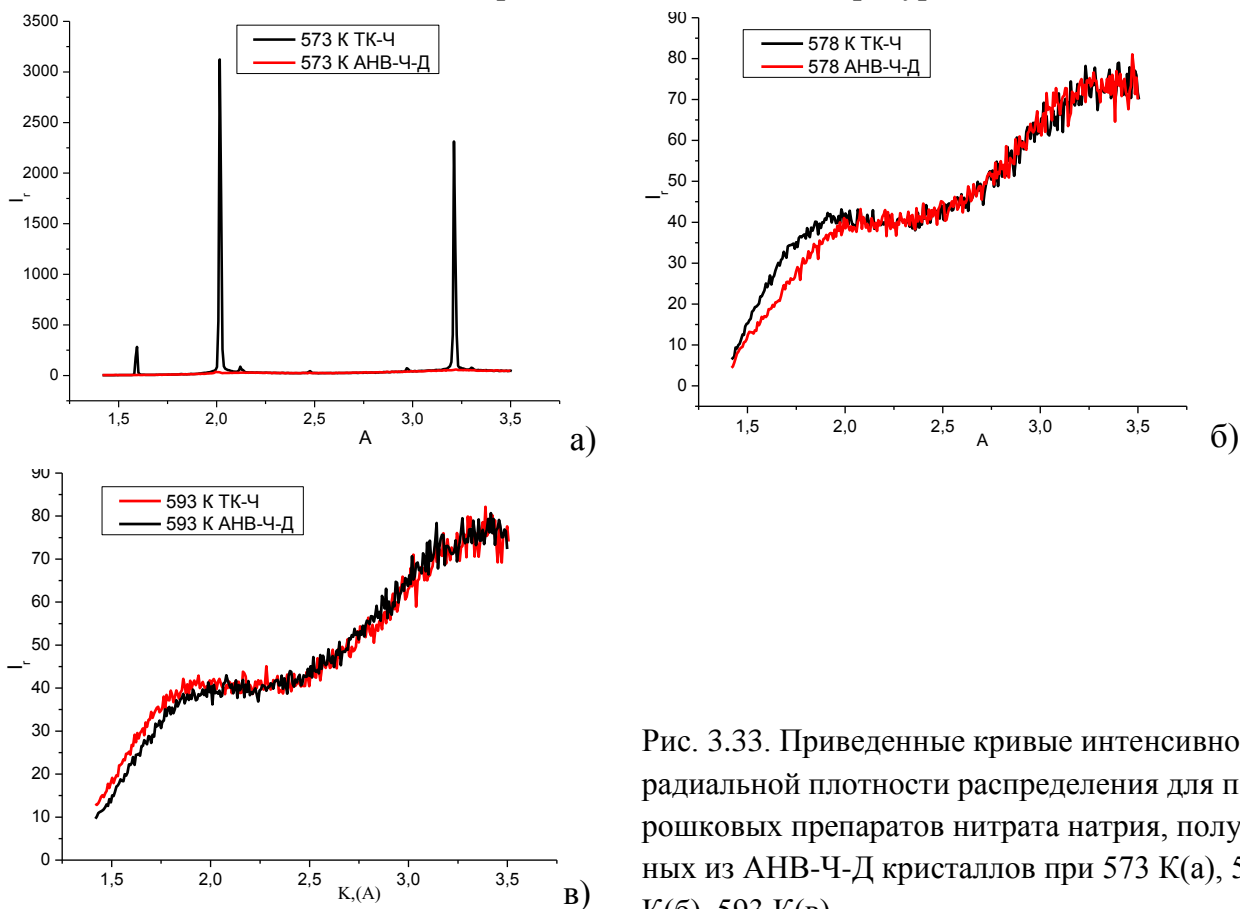 3500
3000
2500
2000
1500
1000
500
0
I_r
573 К ТК-Ч
573 К АНВ-Ч-Д
1,5 2,0 2,5 3,0 3,5
A
а)
90
80
70
60
50
40
30
20
10
0
I_r
578 К ТК-Ч
578 АНВ-Ч-Д
1,5 2,0 2,5 3,0 3,5
A
б)
90
80
70
60
50
40
30
20
10
0
I_r
593 К ТК-Ч
593 К АНВ-Ч-Д
1,5 2,0 2,5 3,0 3,5
K,(A)
в)
Рис. 3.33. Приведенные кривые интенсивно
радиальной плотности распределения для п
рошковых препаратов нитрата натрия, полу
ных из АНВ-Ч-Д кристаллов при 573 К(а), 5
К(б), 593 К(в)